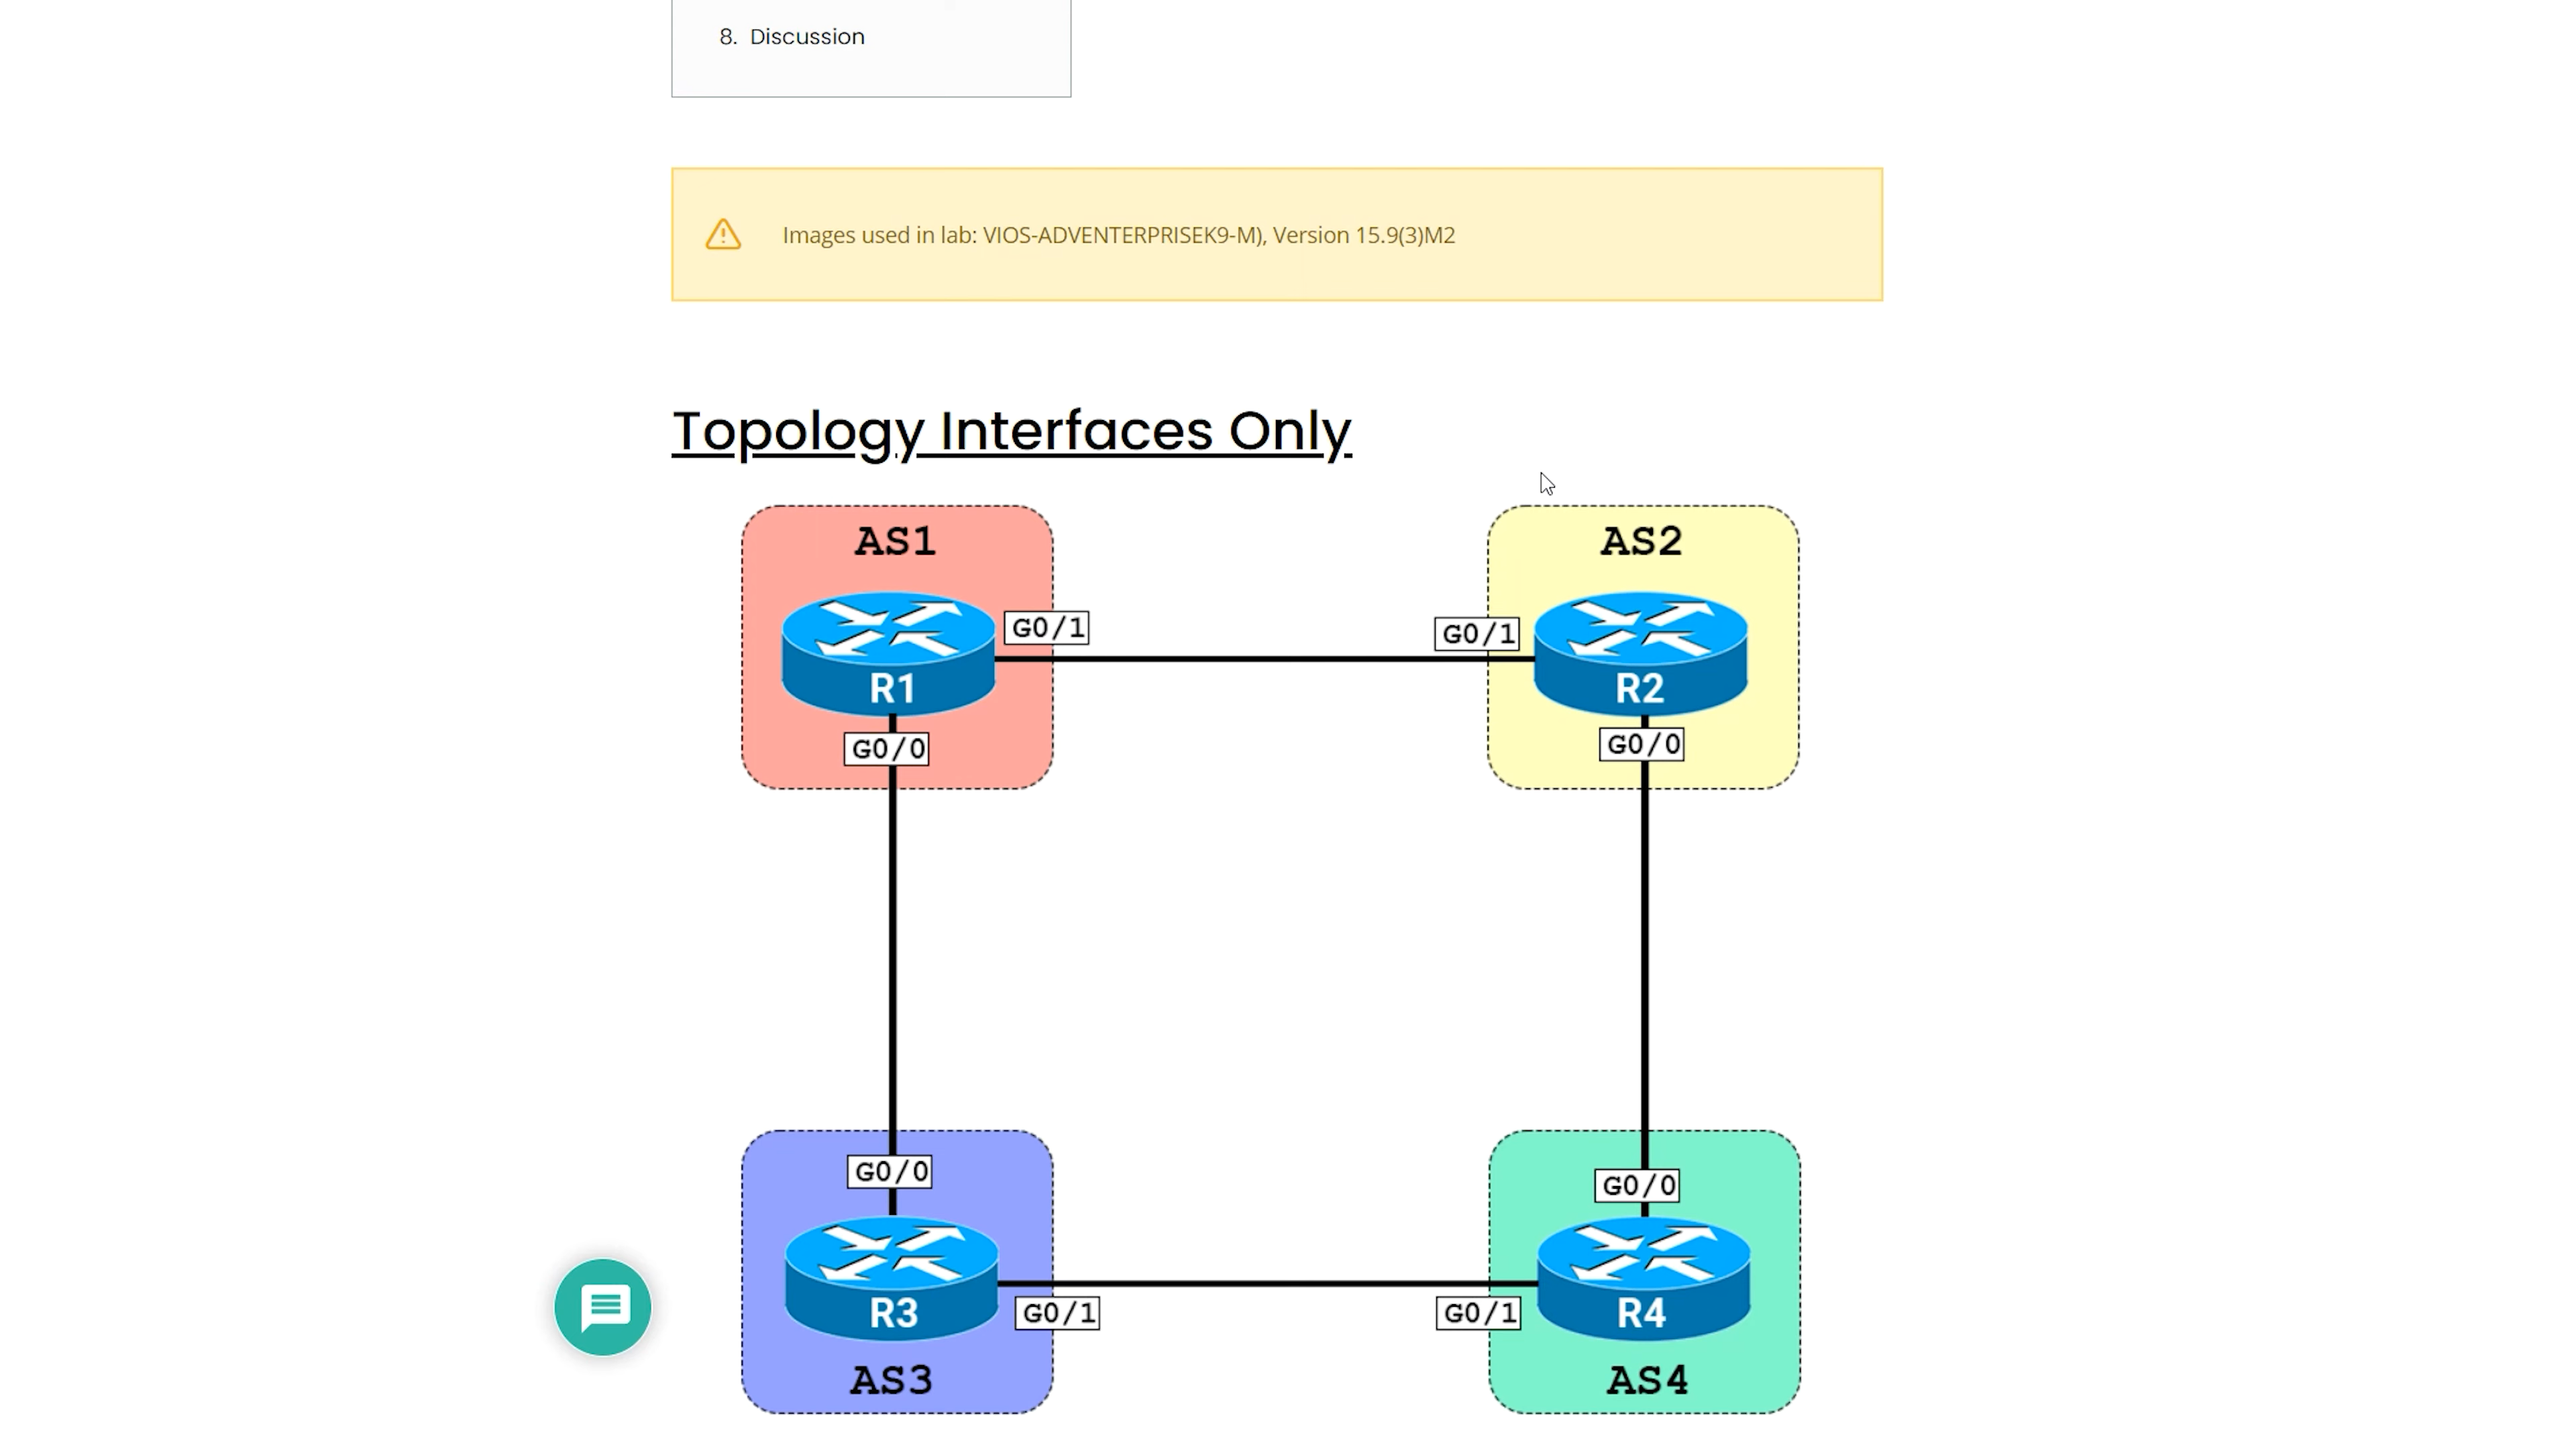 8. Discussion
Images used in lab: VIOS-ADVENTERPRISEK9-M), Version 15.9(3)M2
Topology Interfaces Only
AS1
AS2
G0/1
G0/1
R1
R2
G0/0
G0/0
G0/0
G0/0
R3
R4
G0/1
G0/1
AS3
AS4